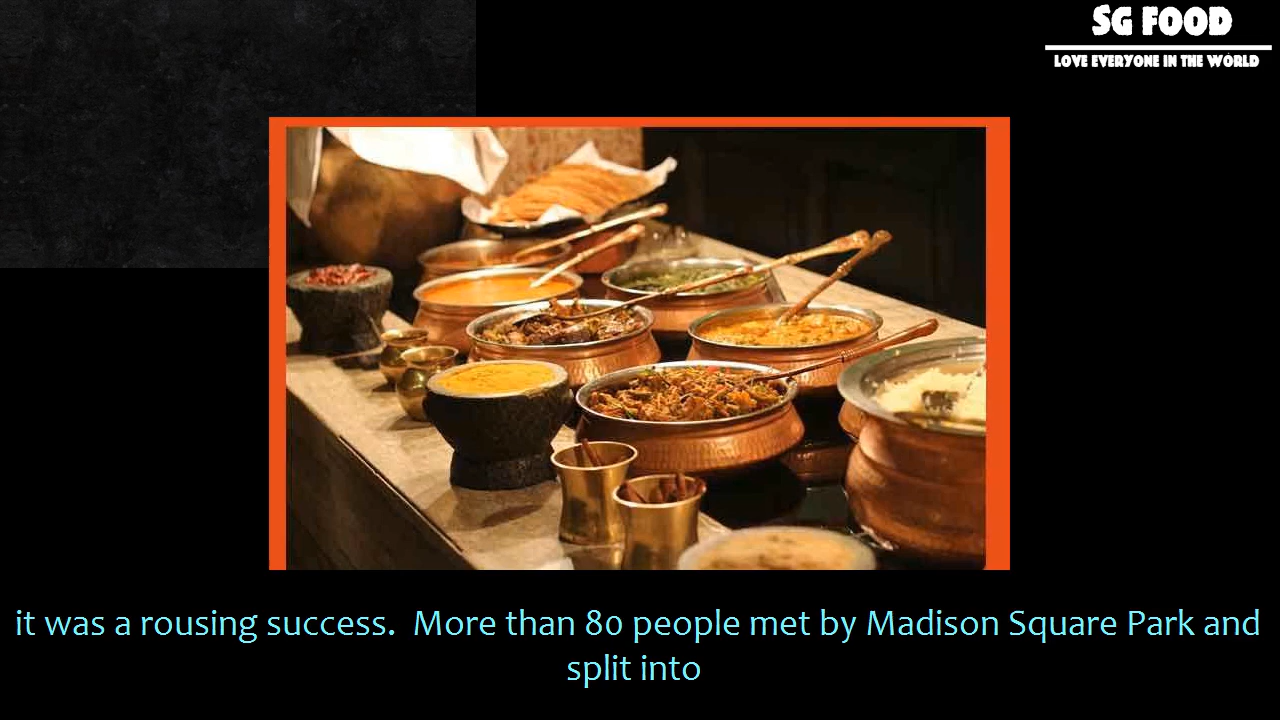 SG FOOD
LOVE EVERYONE IN THE WORLD
it was a rousing success.  More than 80 people met by Madison Square Park and
split into